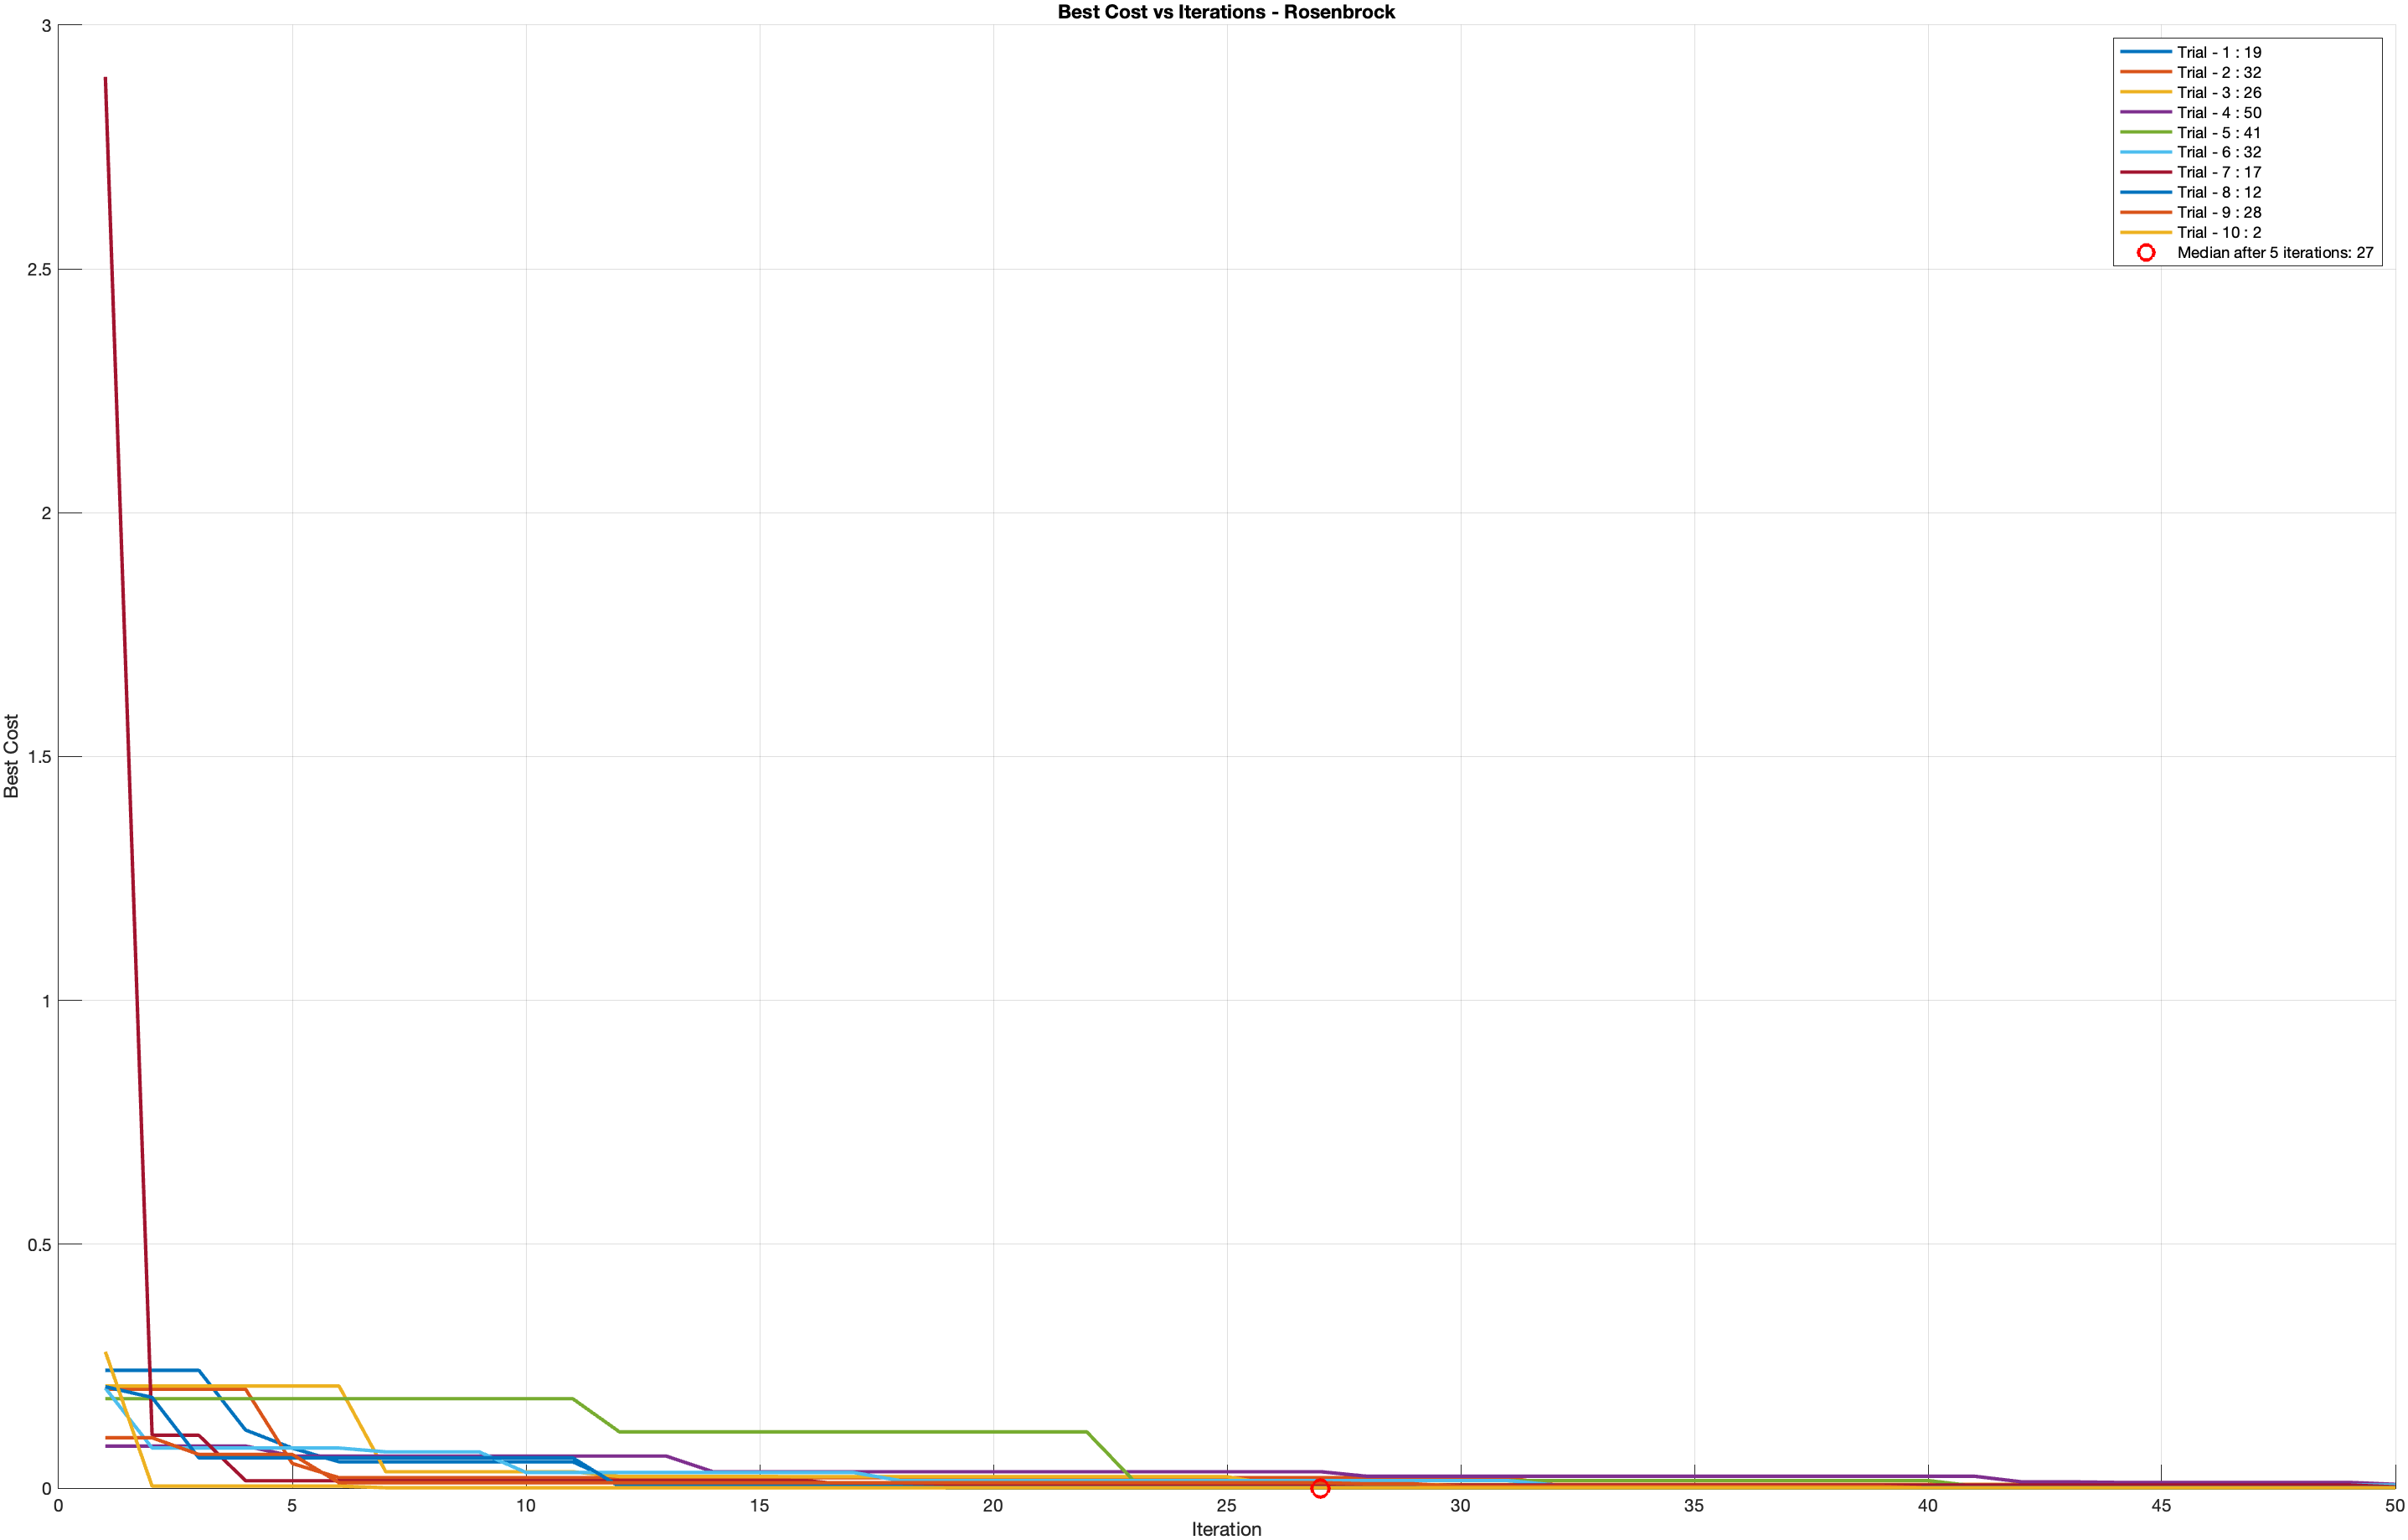 Best Cost vs Iterations - Rosenbrock
3
2.5
2
1.5
1
0.5
0
Best Cost
Trial - 1 : 19
Trial - 2 : 32
Trial - 3 : 26
Trial - 4 : 50
Trial - 5 : 41
Trial - 6 : 32
Trial - 7 : 17
Trial - 8 : 12
Trial - 9 : 28
Trial - 10 : 2
Median after 5 iterations: 27
0 5 10 15 20 25 30 35 40 45 50
Iteration